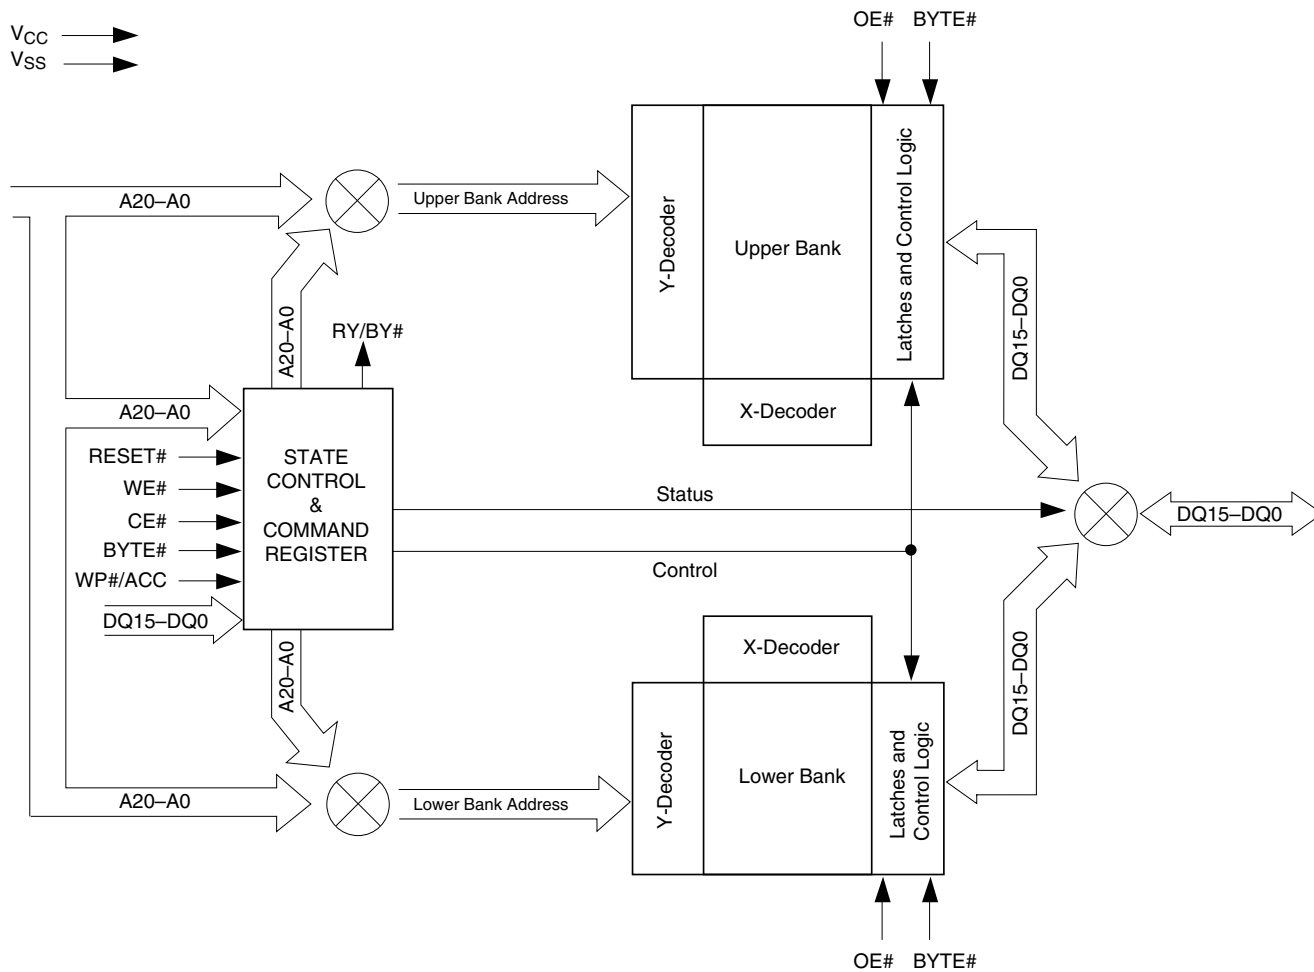 OE# BYTE#
VCC
VSS
A20–A0
Upper Bank Address
Y-Decoder
Upper Bank
Latches and Control Logic
X-Decoder
DQ15–DQ0
A20–A0
RY/BY#
A20–A0
RESET#
WE#
CE#
BYTE#
WP#/ACC
DQ15–DQ0
STATE
CONTROL
&
COMMAND
REGISTER
Status
Control
DQ15–DQ0
A20–A0
X-Decoder
DQ15–DQ0
A20–A0
Lower Bank Address
Y-Decoder
Lower Bank
Latches and
Control Logic
OE# BYTE#